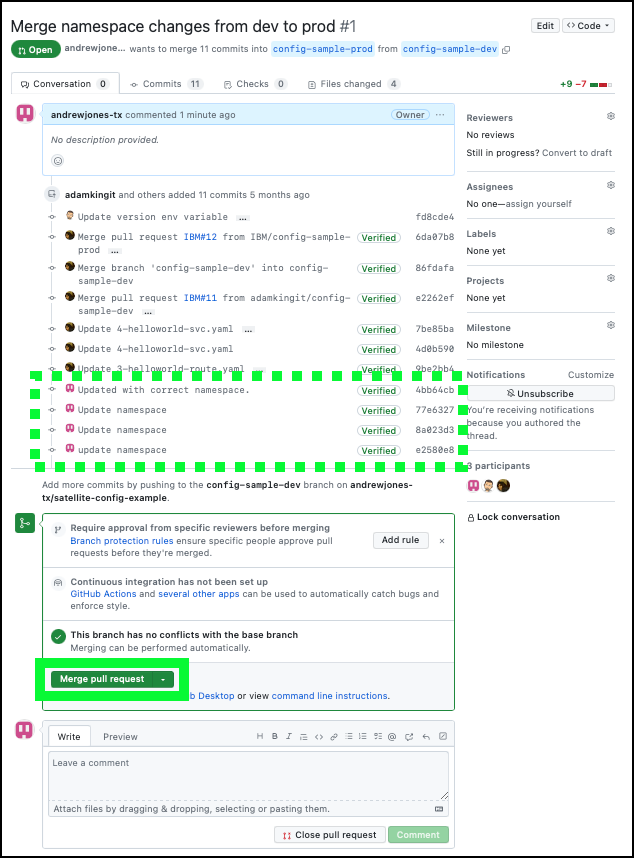 Merge namespace changes from dev to prod #1
Edit
Code
Open
andrewjone... wants to merge 11 commits into config-sample-prod from config-sample-dev
Conversation 0
Commits 11
Checks 0
Files changed 4
+9 −7
andrewjones-tx commented 1 minute ago
Owner
...
No description provided.
adamkingit and others added 11 commits 5 months ago
Update version env variable ... fd8cde4
Merge pull request IBM#12 from IBM/config-sample- Verified 6da07b8
prod ...
Merge branch 'config-sample-dev' into config- Verified 86fdafa
sample-dev
Merge pull request IBM#11 from adamkingit/config- Verified e2262ef
sample-dev ...
Update 4-helloworld-svc.yaml ... Verified 7be85ba
Update 4-helloworld-svc.yaml Verified 4d0b590
Update 3-helloworld-route.yaml ... Verified 9be2bb4
Updated with correct namespace. Verified 4bb64cb
Update namespace Verified 77e6327
Update namespace Verified 8a023d3
update namespace Verified e2580e8
Add more commits by pushing to the config-sample-dev branch on andrewjones-
tx/satellite-config-example.
Require approval from specific reviewers before merging
Branch protection rules ensure specific people approve pull
requests before they're merged.
Add rule
×
Continuous integration has not been set up
GitHub Actions and several other apps can be used to automatically catch bugs and
enforce style.
This branch has no conflicts with the base branch
Merging can be performed automatically.
Merge pull request
b Desktop or view command line instructions.
Write
Preview
Leave a comment
Attach files by dragging & dropping, selecting or pasting them.
Close pull request
Comment
Reviewers
No reviews
Still in progress? Convert to draft
Assignees
No one—assign yourself
Labels
None yet
Projects
None yet
Milestone
No milestone
Notifications
Customize
Unsubscribe
You're receiving notifications
because you authored the
thread.
3 participants
Lock conversation